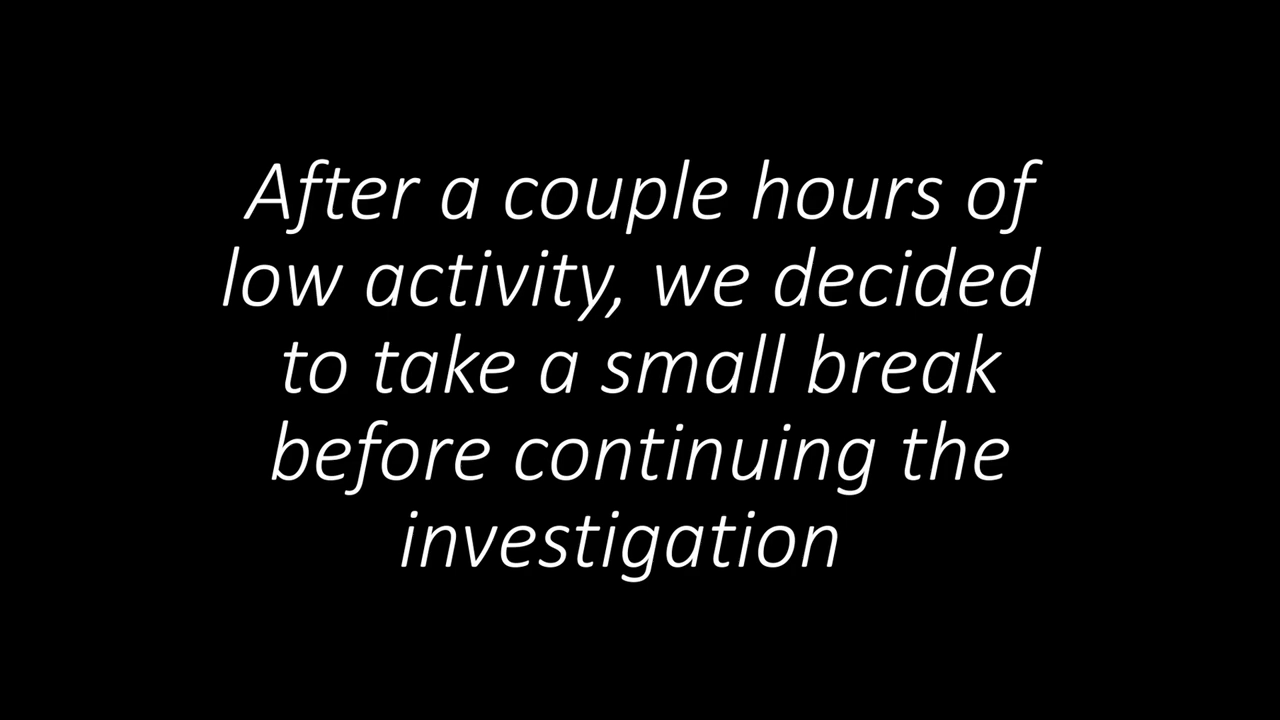 After a couple hours of
low activity, we decided
to take a small break
before continuing the
investigation